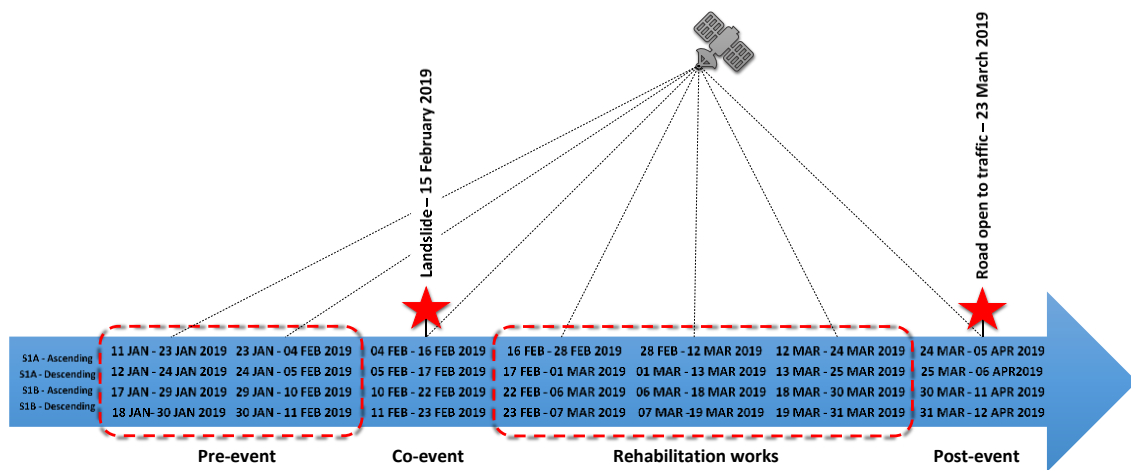 Landslide – 15 February 2019
Road open to traffic – 23 March 2019
S1A - Ascending 11 JAN - 23 JAN 2019 23 JAN - 04 FEB 2019 04 FEB - 16 FEB 2019 16 FEB - 28 FEB 2019 28 FEB - 12 MAR 2019 12 MAR - 24 MAR 2019 24 MAR - 05 APR 2019
S1A - Descending 12 JAN - 24 JAN 2019 24 JAN - 05 FEB 2019 05 FEB - 17 FEB 2019 17 FEB - 01 MAR 2019 01 MAR - 13 MAR 2019 13 MAR - 25 MAR 2019 25 MAR - 06 APR2019
S1B - Ascending 17 JAN - 29 JAN 2019 29 JAN - 10 FEB 2019 10 FEB - 22 FEB 2019 22 FEB - 06 MAR 2019 06 MAR - 18 MAR 2019 18 MAR - 30 MAR 2019 30 MAR - 11 APR 2019
S1B - Descending 18 JAN– 30 JAN 2019 30 JAN - 11 FEB 2019 11 FEB - 23 FEB 2019 23 FEB - 07 MAR 2019 07 MAR -19 MAR 2019 19 MAR - 31 MAR 2019 31 MAR - 12 APR 2019
Pre-event Co-event Rehabilitation works Post-event